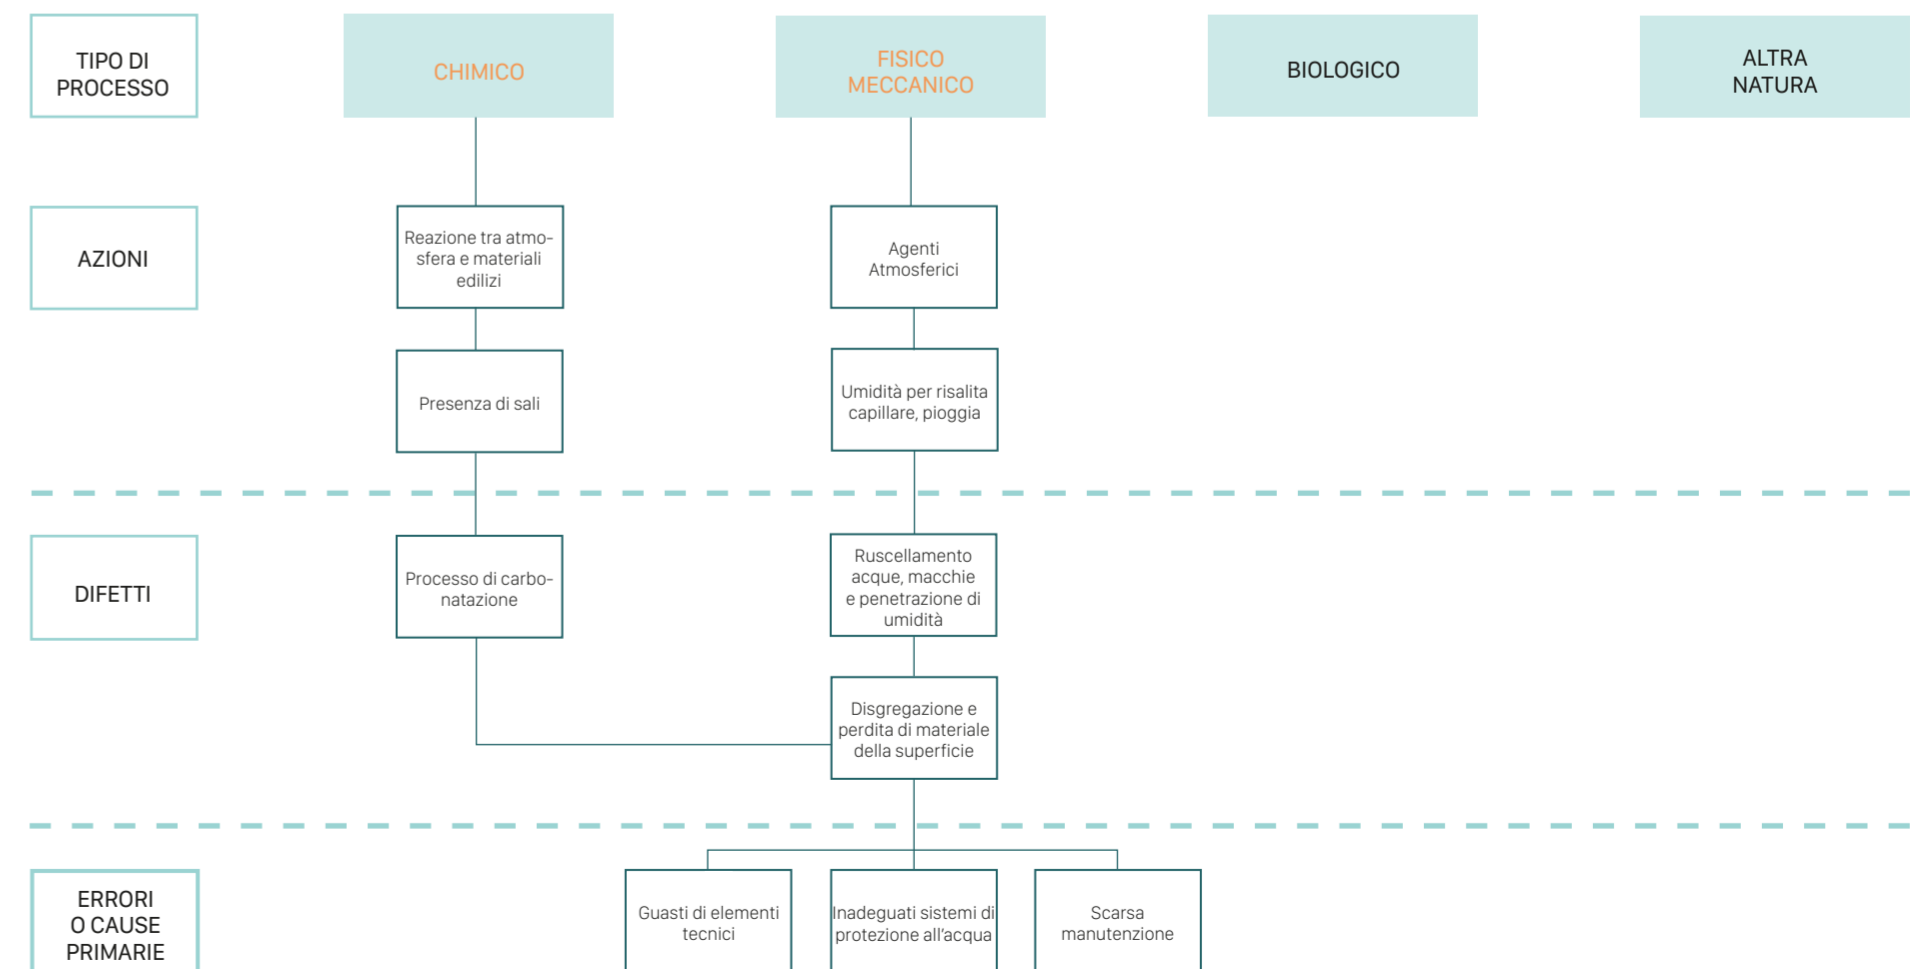 TIPO DI
PROCESSO
CHIMICO
FISICO
MECCANICO
BIOLOGICO
ALTRA
NATURA
AZIONI
Reazione tra atmo-
sfera e materiali
edilizi
Agenti
Atmosferici
Presenza di sali
Umidità per risalita
capillare, pioggia
DIFETTI
Processo di carbo-
natazione
Ruscellamento
acque, macchie
e penetrazione di
umidità
Disgregazione e
perdita di materiale
della superficie
ERRORI
O CAUSE
PRIMARIE
Guasti di elementi
tecnici
Inadeguati sistemi di
protezione all'acqua
Scarsa
manutenzione